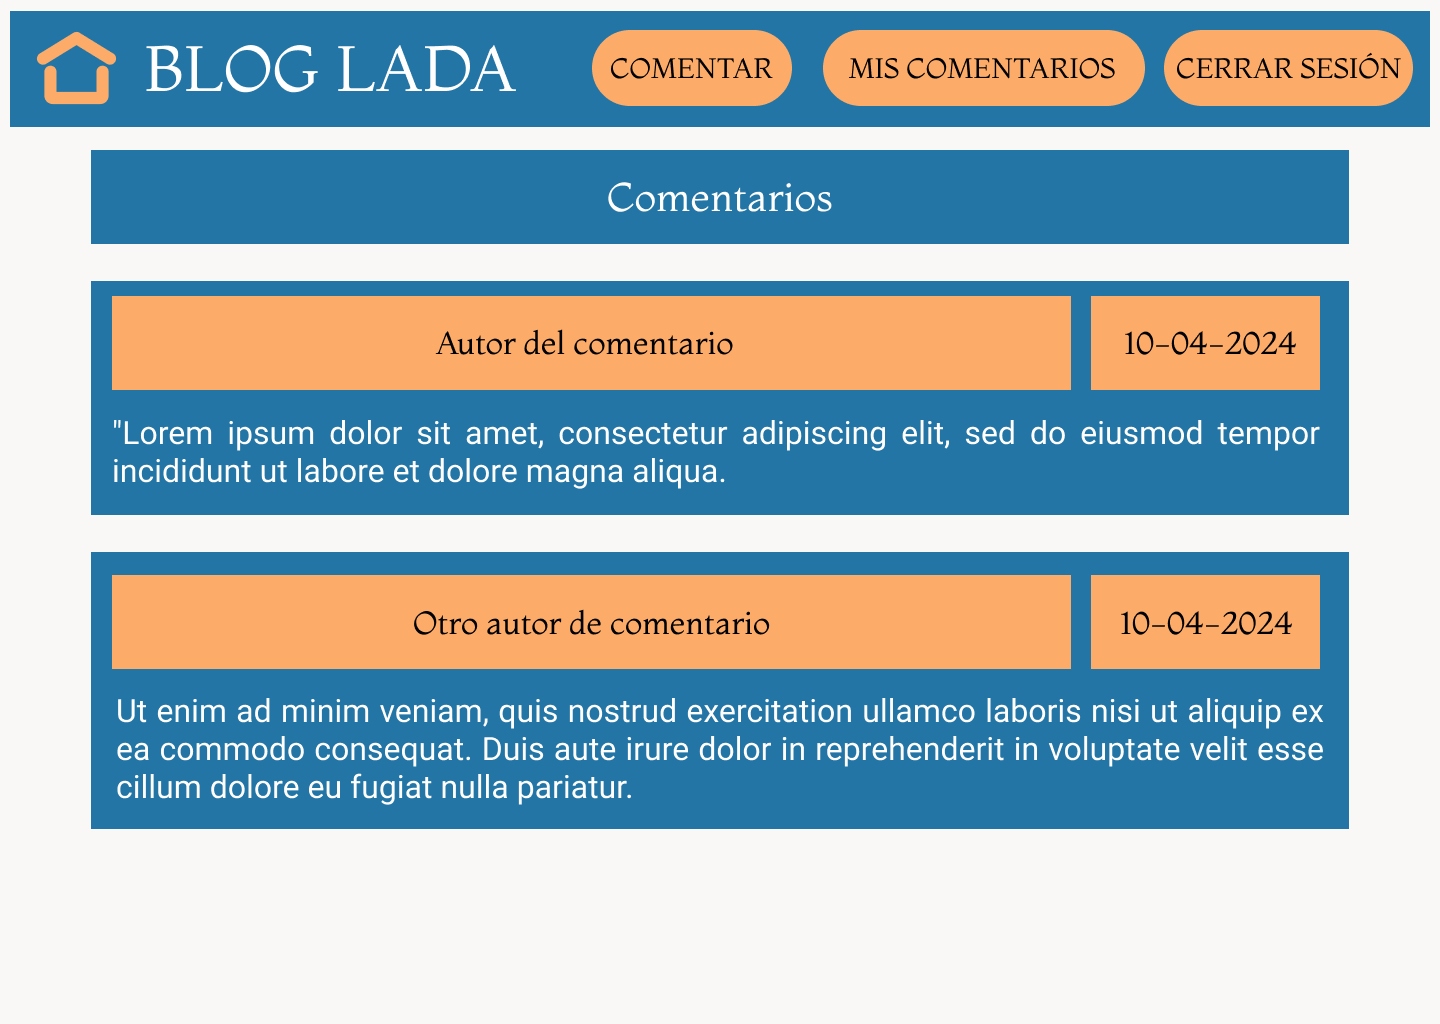 BLOG LADA
COMENTAR
MIS COMENTARIOS
CERRAR SESIÓN
Comentarios
Autor del comentario
10-04-2024
"Lorem ipsum dolor sit amet, consectetur adipiscing elit, sed do eiusmod tempor
incididunt ut labore et dolore magna aliqua.
Otro autor de comentario
10-04-2024
Ut enim ad minim veniam, quis nostrud exercitation ullamco laboris nisi ut aliquip ex
ea commodo consequat. Duis aute irure dolor in reprehenderit in voluptate velit esse
cillum dolore eu fugiat nulla pariatur.